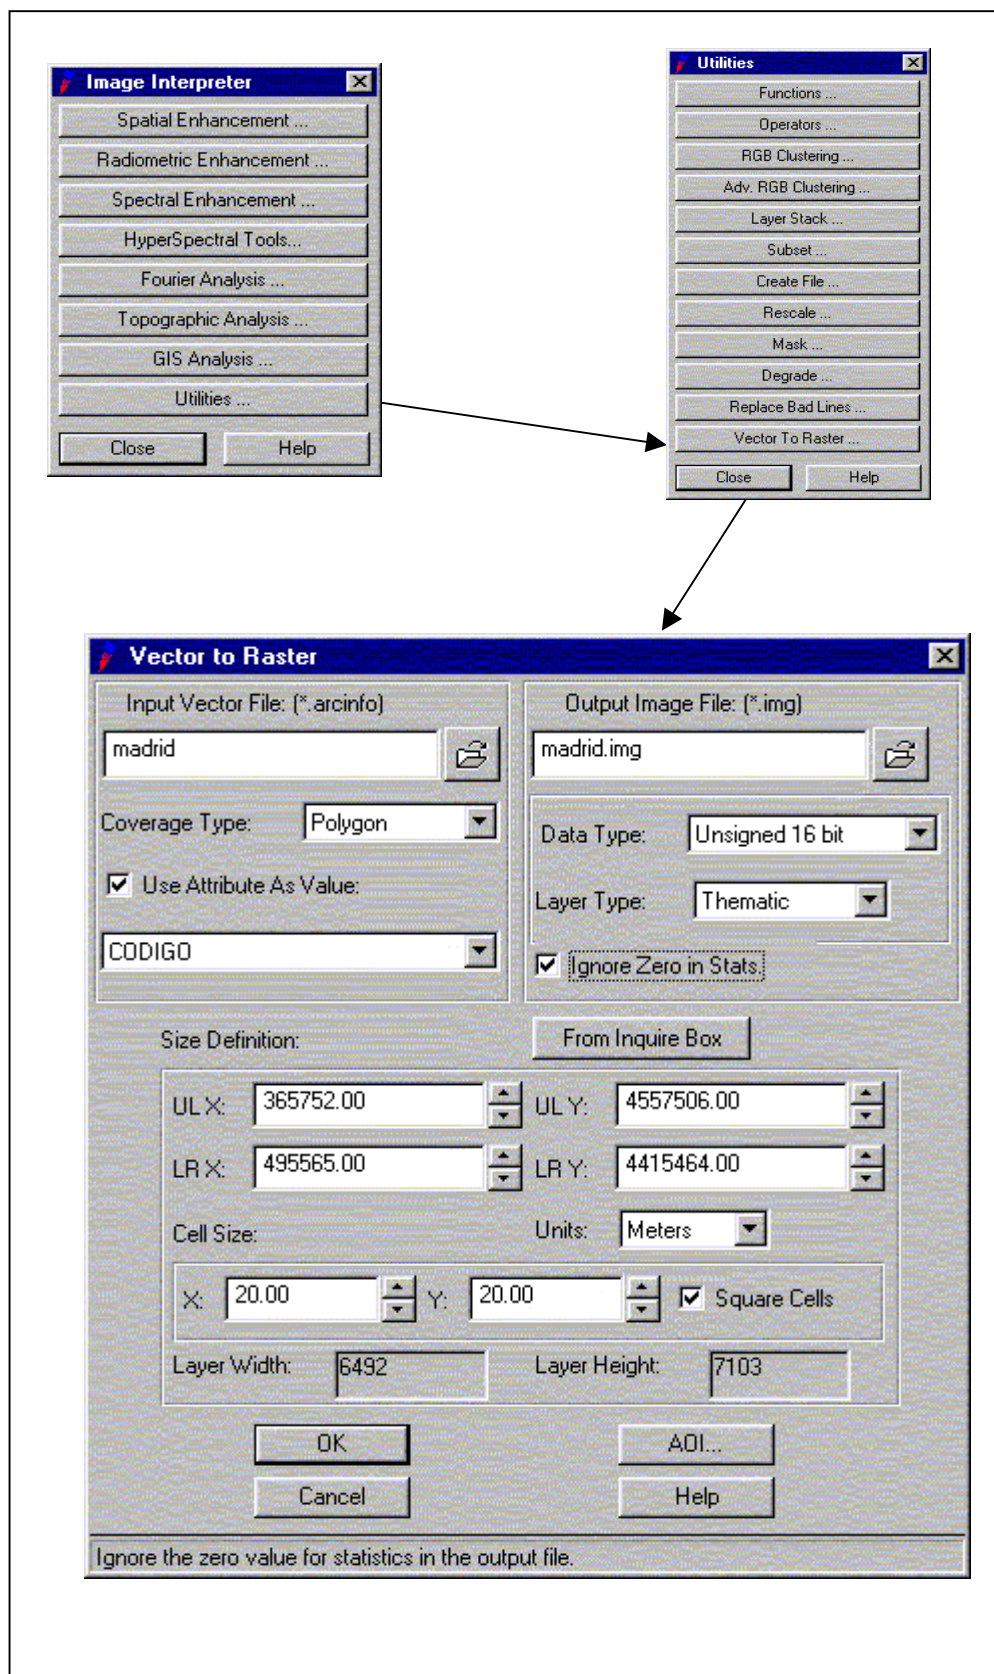 Image Interpreter
Spatial Enhancement ...
Radiometric Enhancement ...
Spectral Enhancement ...
HyperSpectral Tools...
Fourier Analysis ...
Topographic Analysis ...
GIS Analysis ...
Utilities ...
Close Help
Utilities
Functions ...
Operators ...
RGB Clustering ...
Adv. RGB Clustering ...
Layer Stack ...
Subset ...
Create File ...
Rescale ...
Mask ...
Degrade ...
Replace Bad Lines ...
Vector To Raster ...
Close Help
Vector to Raster
Input Vector File: (*.arcinfo) Output Image File: (*.img)
madrid madrid.img
Coverage Type: Polygon Data Type: Unsigned 16 bit
Use Attribute As Value: Layer Type: Thematic
CODIGO Ignore Zero in Stats.
Size Definition: From Inquire Box
UL X: 365752.00 UL Y: 4557506.00
LR X: 495565.00 LR Y: 4415464.00
Cell Size: Units: Meters
X: 20.00 Y: 20.00 Square Cells
Layer Width: 6492 Layer Height: 7103
OK AOI...
Cancel Help
Ignore the zero value for statistics in the output file.